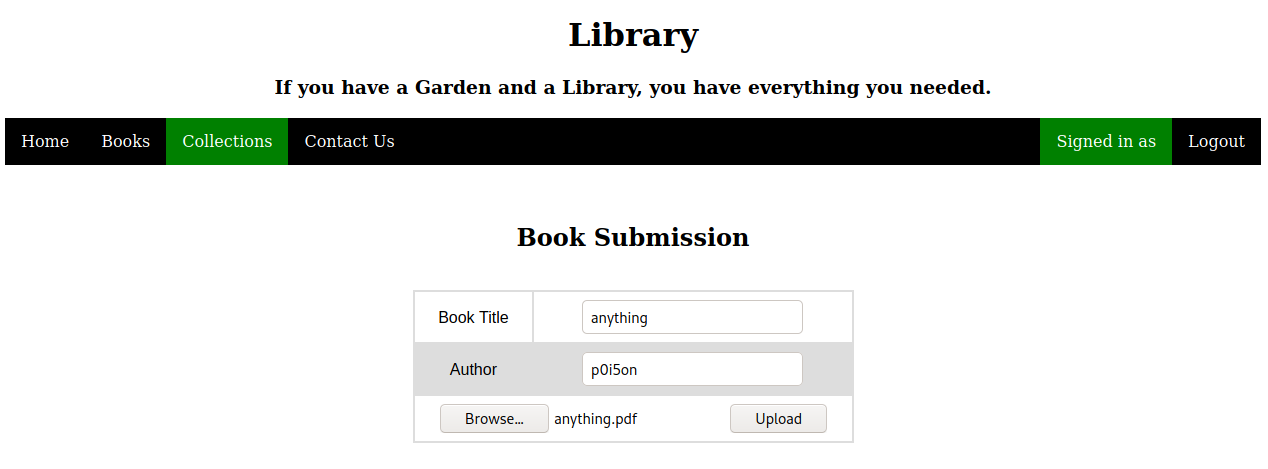 Library
If you have a Garden and a Library, you have everything you needed.
Home Books Collections Contact Us Signed in as Logout
Book Submission
Book Title anything
Author p0i5on
Browse... anything.pdf Upload